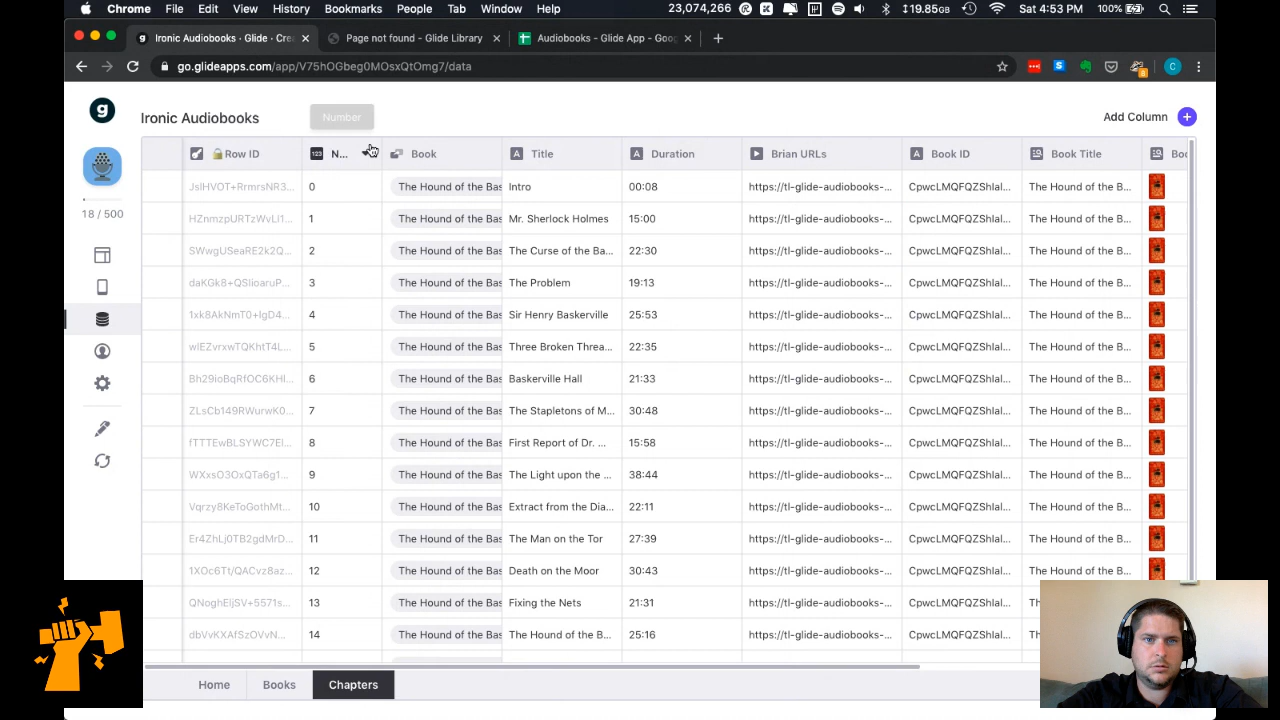 Chrome File Edit View History Bookmarks People Tab Window Help 23,074,266 19.85GB Sat 4:53 PM 100%
Ironic Audiobooks · Glide · Cre Page not found - Glide Library Audiobooks - Glide App - Goog
go.glideapps.com/app/V75hOGbeg0MOsxQtOmg7/data
Ironic Audiobooks Number Add Column
Row ID N... Book Title Duration Brian URLs Book ID Book Title Boo
0 The Hound of the Bas Intro 00:08 https://tl-glide-audiobooks-... CpwcLMQFQZShlal... The Hound of the B...
1 The Hound of the Bas Mr. Sherlock Holmes 15:00 https://tl-glide-audiobooks-... CpwcLMQFQZShlal... The Hound of the B...
18 / 500
2 The Hound of the Bas The Curse of the Ba... 22:30 https://tl-glide-audiobooks-... CpwcLMQFQZShlal... The Hound of the B...
3 The Hound of the Bas The Problem 19:13 https://tl-glide-audiobooks-... CpwcLMQFQZShlal... The Hound of the B...
4 The Hound of the Bas Sir Henry Baskerville 25:53 https://tl-glide-audiobooks-... CpwcLMQFQZShlal... The Hound of the B...
5 The Hound of the Bas Three Broken Threa... 22:35 https://tl-glide-audiobooks-... CpwcLMQFQZShlal... The Hound of the B...
6 The Hound of the Bas Baskerville Hall 21:33 https://tl-glide-audiobooks-... CpwcLMQFQZShlal... The Hound of the B...
7 The Hound of the Bas The Stapletons of M... 30:48 https://tl-glide-audiobooks-... CpwcLMQFQZShlal... The Hound of the B...
8 The Hound of the Bas First Report of Dr. ... 15:58 https://tl-glide-audiobooks-... CpwcLMQFQZShlal... The Hound of the B...
9 The Hound of the Bas The Light upon the ... 38:44 https://tl-glide-audiobooks-... CpwcLMQFQZShlal... The Hound of the B...
10 The Hound of the Bas Extract from the Dia... 22:11 https://tl-glide-audiobooks-... CpwcLMQFQZShlal... The Hound of the B...
11 The Hound of the Bas The Man on the Tor 27:39 https://tl-glide-audiobooks-... CpwcLMQFQZShlal... The Hound of the B...
12 The Hound of the Bas Death on the Moor 30:43 https://tl-glide-audiobooks-... CpwcLMQFQZShlal... The Hound of the B...
13 The Hound of the Bas Fixing the Nets 21:31 https://tl-glide-audiobooks-... CpwcLMQFQZShlal... Th
14 The Hound of the Bas The Hound of the B... 25:16 https://tl-glide-audiobooks-... CpwcLMQFQZShlal... Th
Home Books Chapters